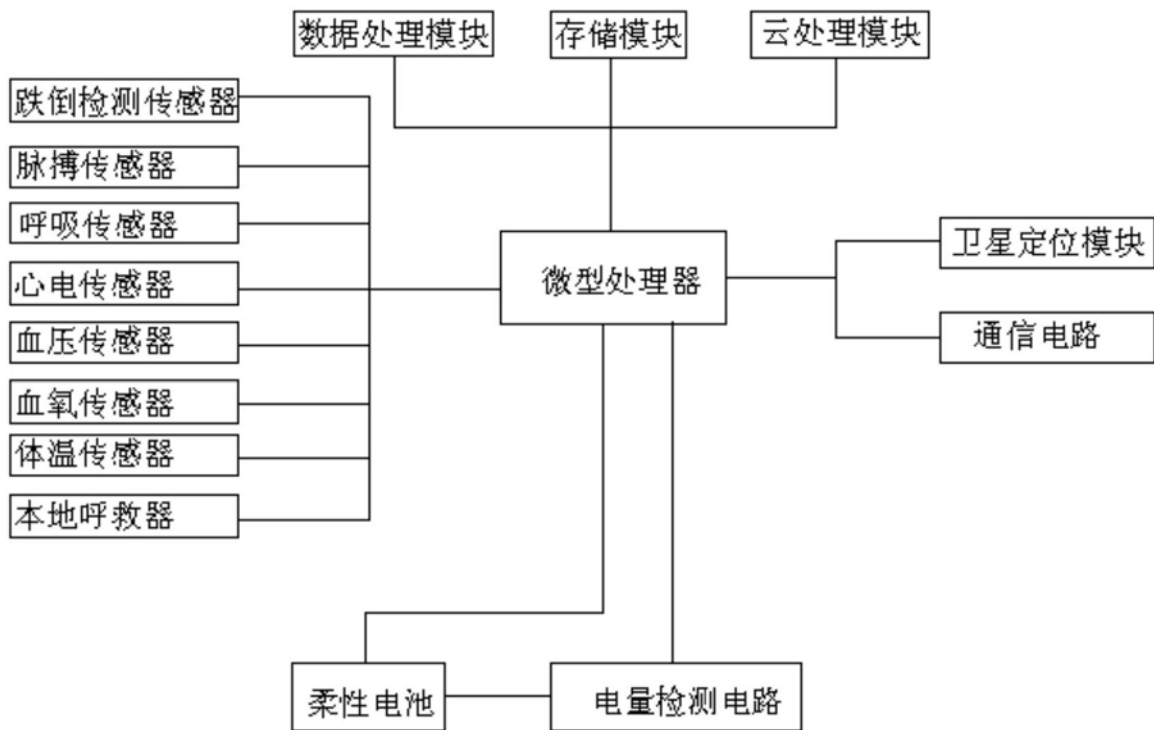 数据处理模块
存储模块
云处理模块
跌倒检测传感器
脉搏传感器
呼吸传感器
心电传感器
血压传感器
血氧传感器
体温传感器
本地呼救器
微型处理器
卫星定位模块
通信电路
柔性电池
电量检测电路